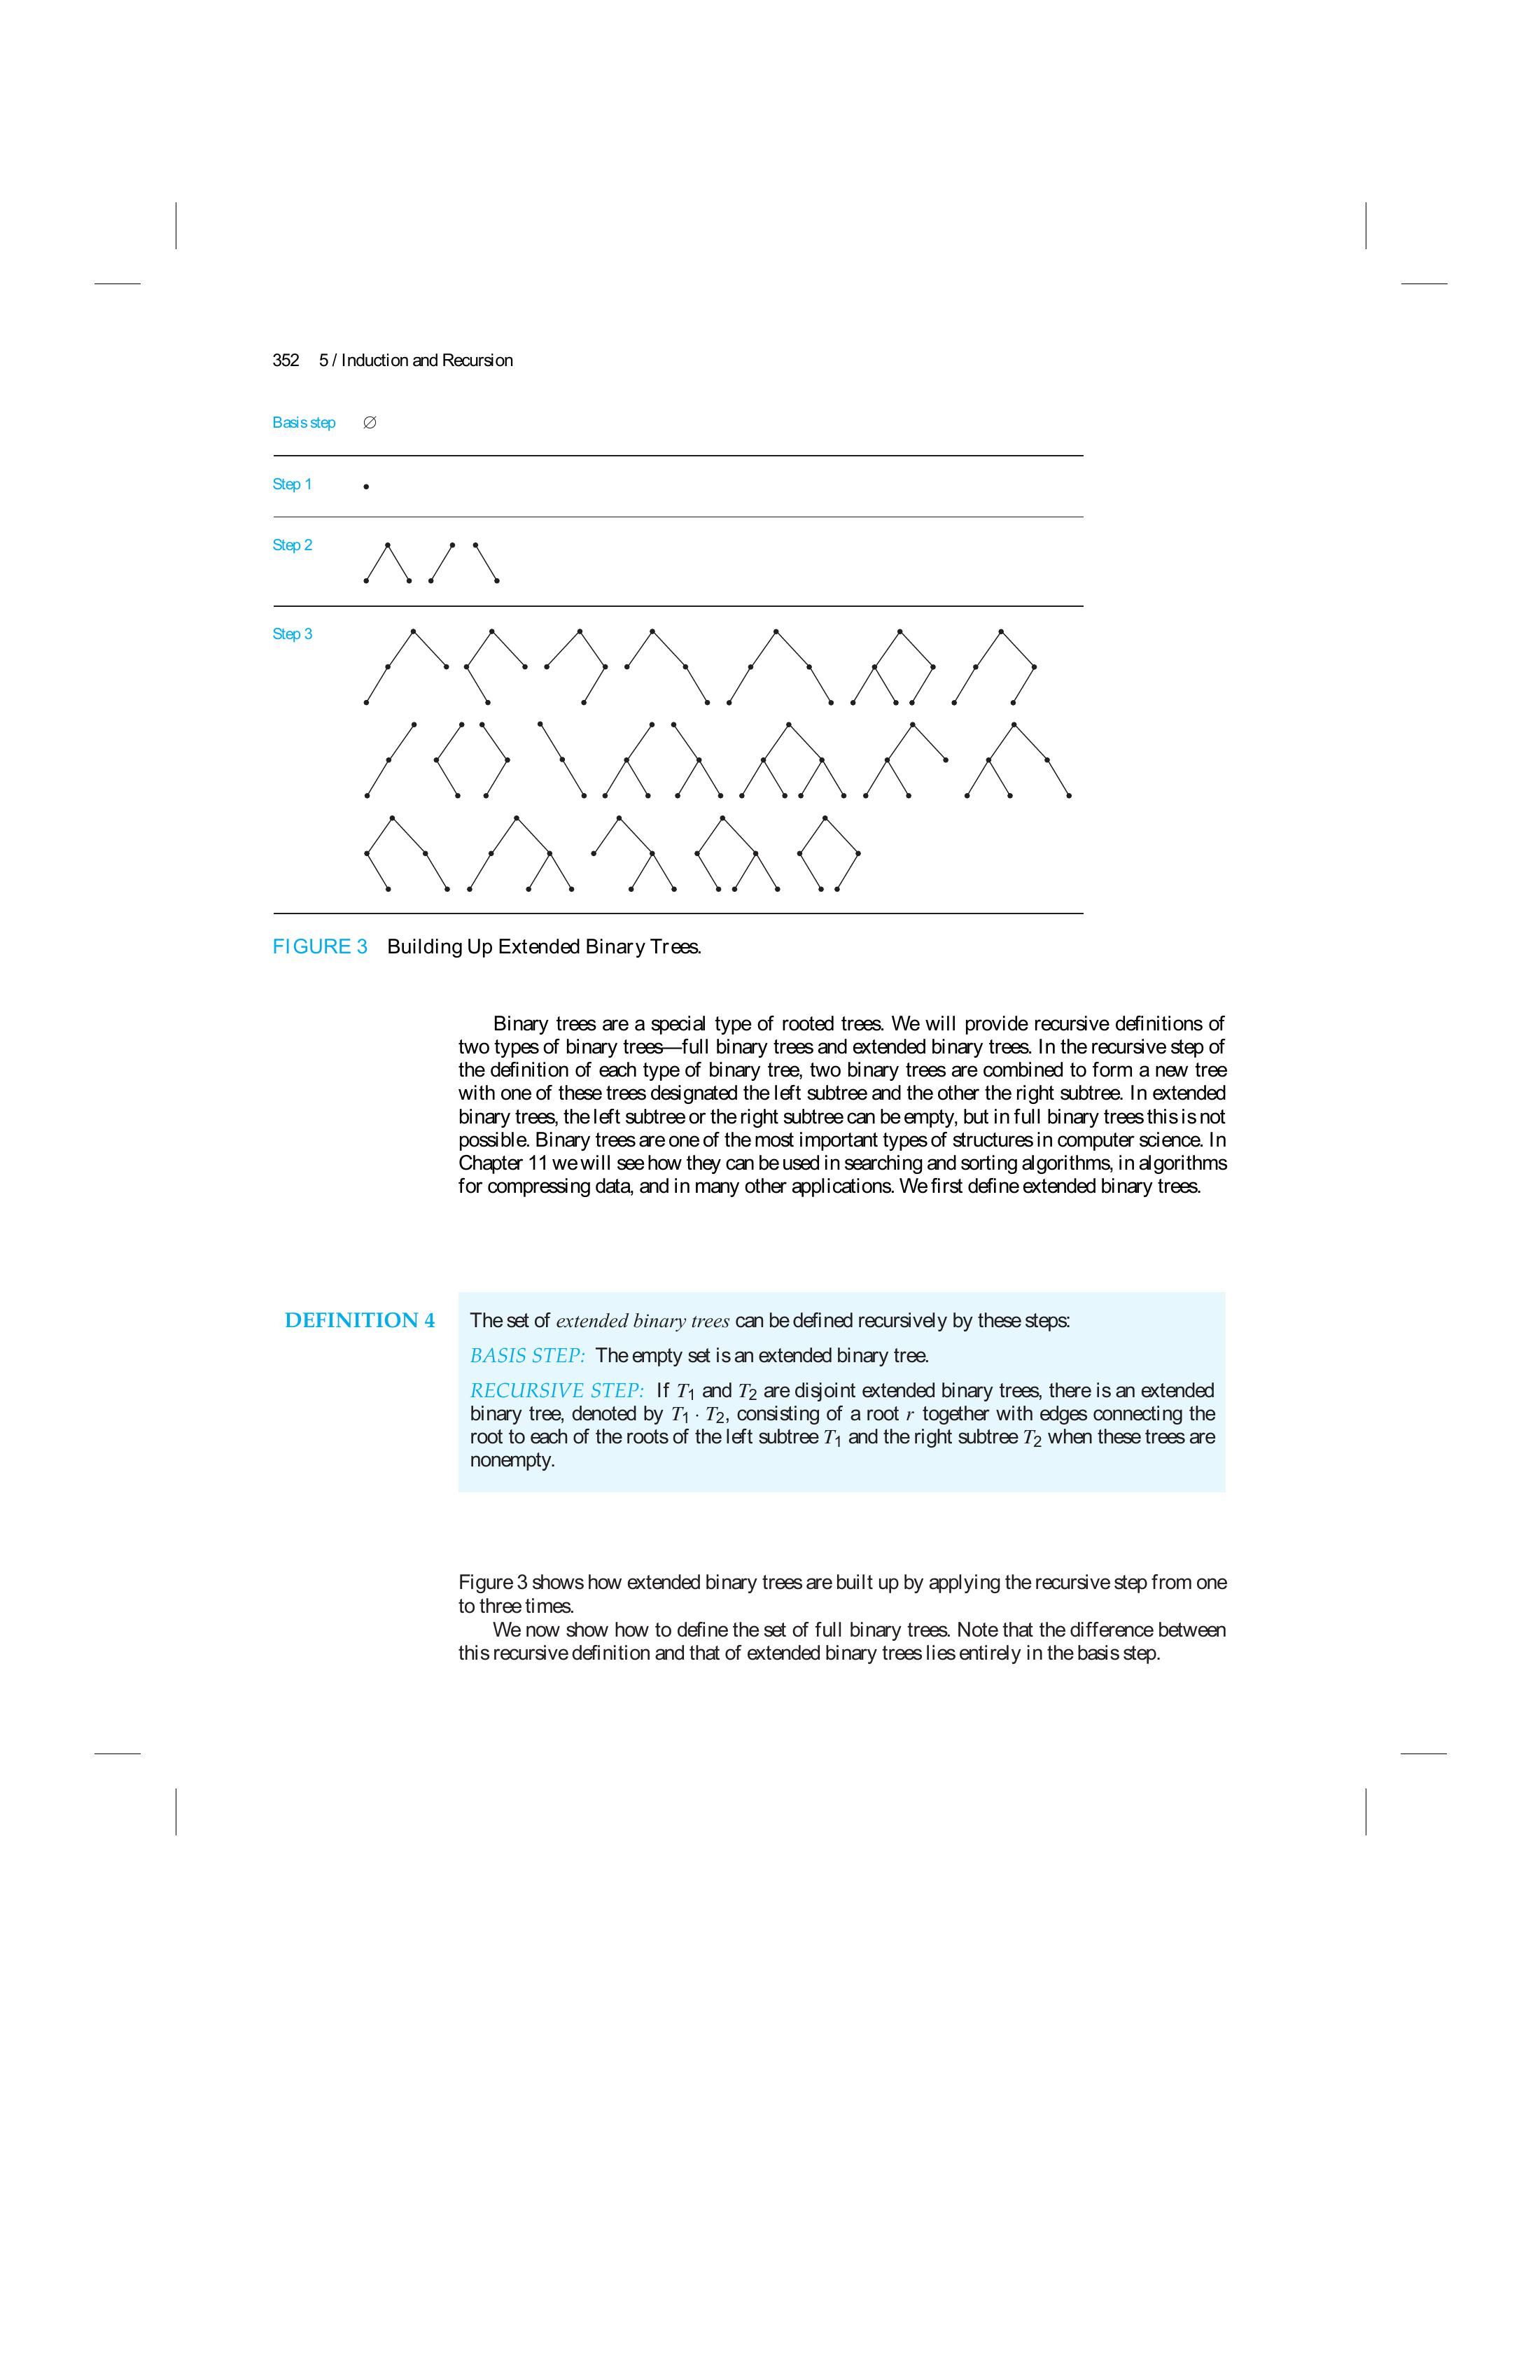 352 5 / Induction and Recursion
Basis step ∅
Step 1
Step 2
Step 3
FIGURE 3 Building Up Extended Binary Trees.
Binary trees are a special type of rooted trees. We will provide recursive definitions of
two types of binary trees—full binary trees and extended binary trees. In the recursive step of
the definition of each type of binary tree, two binary trees are combined to form a new tree
with one of these trees designated the left subtree and the other the right subtree. In extended
binary trees, the left subtree or the right subtree can be empty, but in full binary trees this is not
possible. Binary trees are one of the most important types of structures in computer science. In
Chapter 11 we will see how they can be used in searching and sorting algorithms, in algorithms
for compressing data, and in many other applications. We first define extended binary trees.
DEFINITION 4 The set of extended binary trees can be defined recursively by these steps:
BASIS STEP: The empty set is an extended binary tree.
RECURSIVE STEP: If T1 and T2 are disjoint extended binary trees, there is an extended
binary tree, denoted by T1 · T2, consisting of a root r together with edges connecting the
root to each of the roots of the left subtree T1 and the right subtree T2 when these trees are
nonempty.
Figure 3 shows how extended binary trees are built up by applying the recursive step from one
to three times.
We now show how to define the set of full binary trees. Note that the difference between
this recursive definition and that of extended binary trees lies entirely in the basis step.